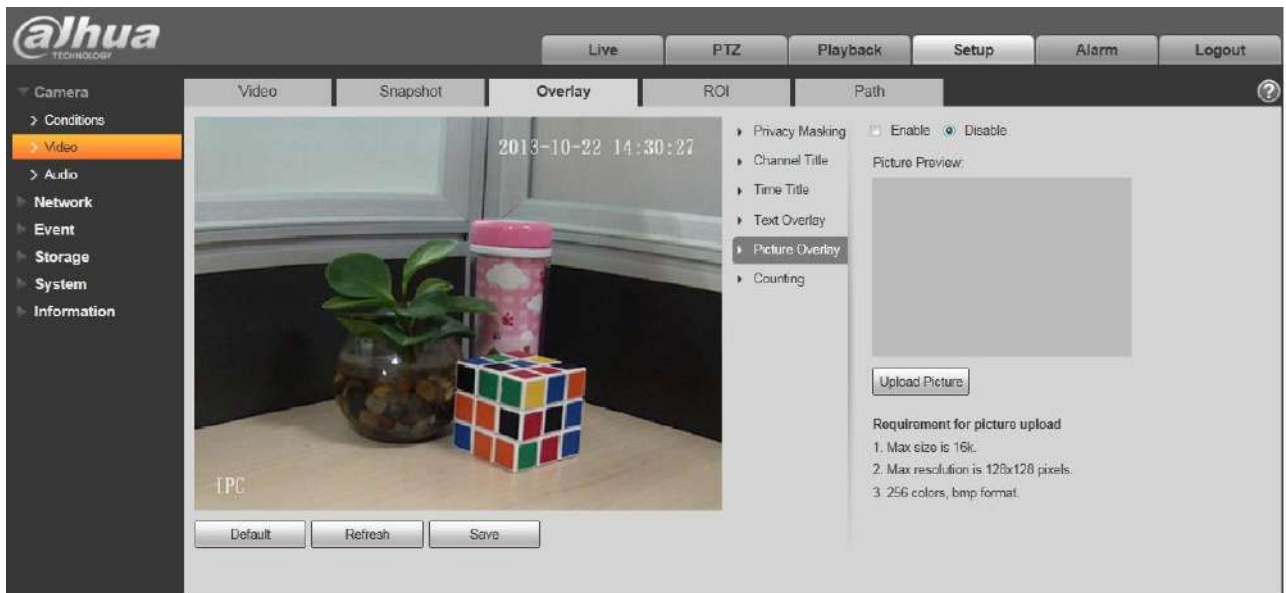 alhua
TECHNOLOGY
Live
PTZ
Playback
Setup
Alarm
Logout
Camera
Conditions
Video
Audio
Network
Event
Storage
System
Information
Video
Snapshot
Overlay
ROI
Path
?
2013-10-22 14:30:27
IPC
Default
Refresh
Save
Privacy Masking
Channel Title
Time Title
Text Overlay
Picture Overlay
Counting
Enable
Disable
Picture Preview:
Upload Picture
Requirement for picture upload
1. Max size is 16k.
2. Max resolution is 128x128 pixels.
3. 256 colors, bmp format.